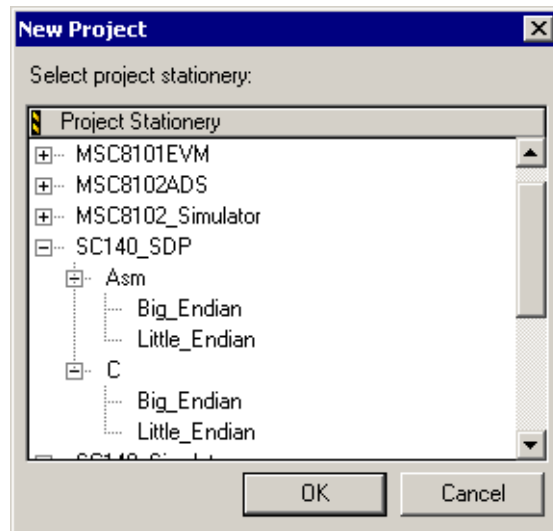 New Project
Select project stationery:
Project Stationery
MSC8101EVM
MSC8102ADS
MSC8102_Simulator
SC140_SDP
Asm
Big_Endian
Little_Endian
C
Big_Endian
Little_Endian
OK Cancel